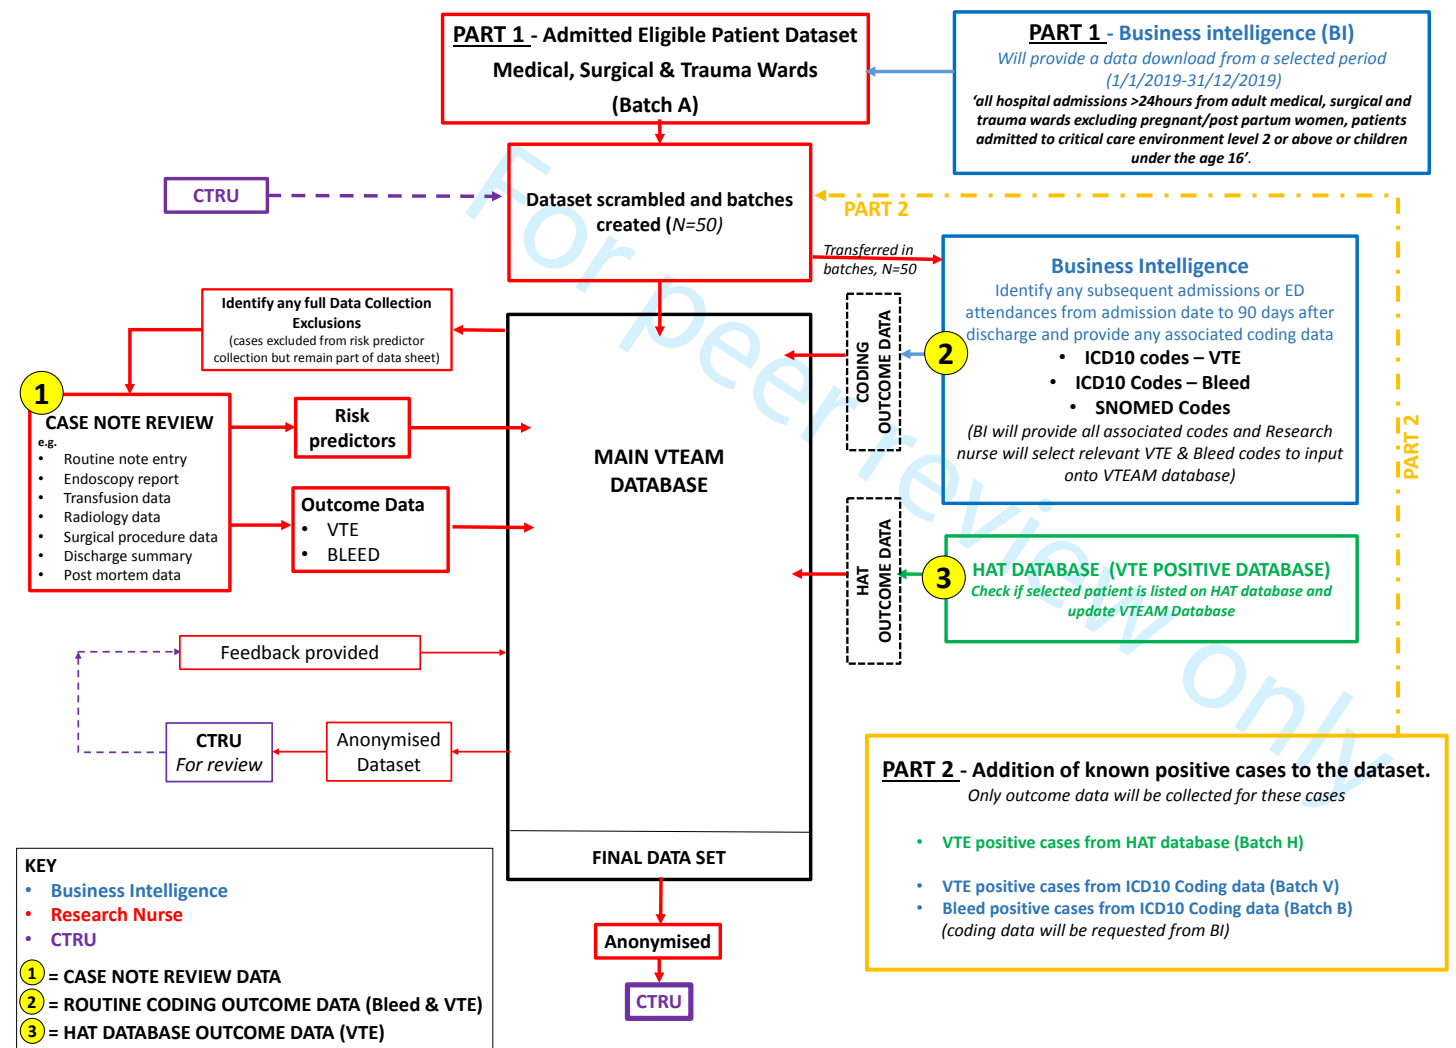 PART 1 - Admitted Eligible Patient Dataset
Medical, Surgical & Trauma Wards
(Batch A)
PART 1 - Business intelligence (BI)
Will provide a data download from a selected period
(1/1/2019-31/12/2019)
‘all hospital admissions >24hours from adult medical, surgical and
trauma wards excluding pregnant/post partum women, patients
admitted to critical care environment level 2 or above or children
under the age 16’.
CTRU
Dataset scrambled and batches
created (N=50)
PART 2
Transferred in
batches, N=50
Business Intelligence
Identify any subsequent admissions or ED
attendances from admission date to 90 days after
discharge and provide any associated coding data
• ICD10 codes – VTE
• ICD10 Codes – Bleed
• SNOMED Codes
(BI will provide all associated codes and Research
nurse will select relevant VTE & Bleed codes to input
onto VTEAM database)
2
CODING
OUTCOME DATA
PART 2
Identify any full Data Collection
Exclusions
(cases excluded from risk predictor
collection but remain part of data sheet)
1
CASE NOTE REVIEW
e.g.
• Routine note entry
• Endoscopy report
• Transfusion data
• Radiology data
• Surgical procedure data
• Discharge summary
• Post mortem data
Risk
predictors
Outcome Data
• VTE
• BLEED
MAIN VTEAM
DATABASE
HAT
OUTCOME DATA
3
HAT DATABASE (VTE POSITIVE DATABASE)
Check if selected patient is listed on HAT database and
update VTEAM Database
Feedback provided
CTRU
For review
Anonymised
Dataset
PART 2 - Addition of known positive cases to the dataset.
Only outcome data will be collected for these cases
• VTE positive cases from HAT database (Batch H)
• VTE positive cases from ICD10 Coding data (Batch V)
• Bleed positive cases from ICD10 Coding data (Batch B)
(coding data will be requested from BI)
FINAL DATA SET
Anonymised
CTRU
KEY
• Business Intelligence
• Research Nurse
• CTRU
1 = CASE NOTE REVIEW DATA
2 = ROUTINE CODING OUTCOME DATA (Bleed & VTE)
3 = HAT DATABASE OUTCOME DATA (VTE)
For peer review only